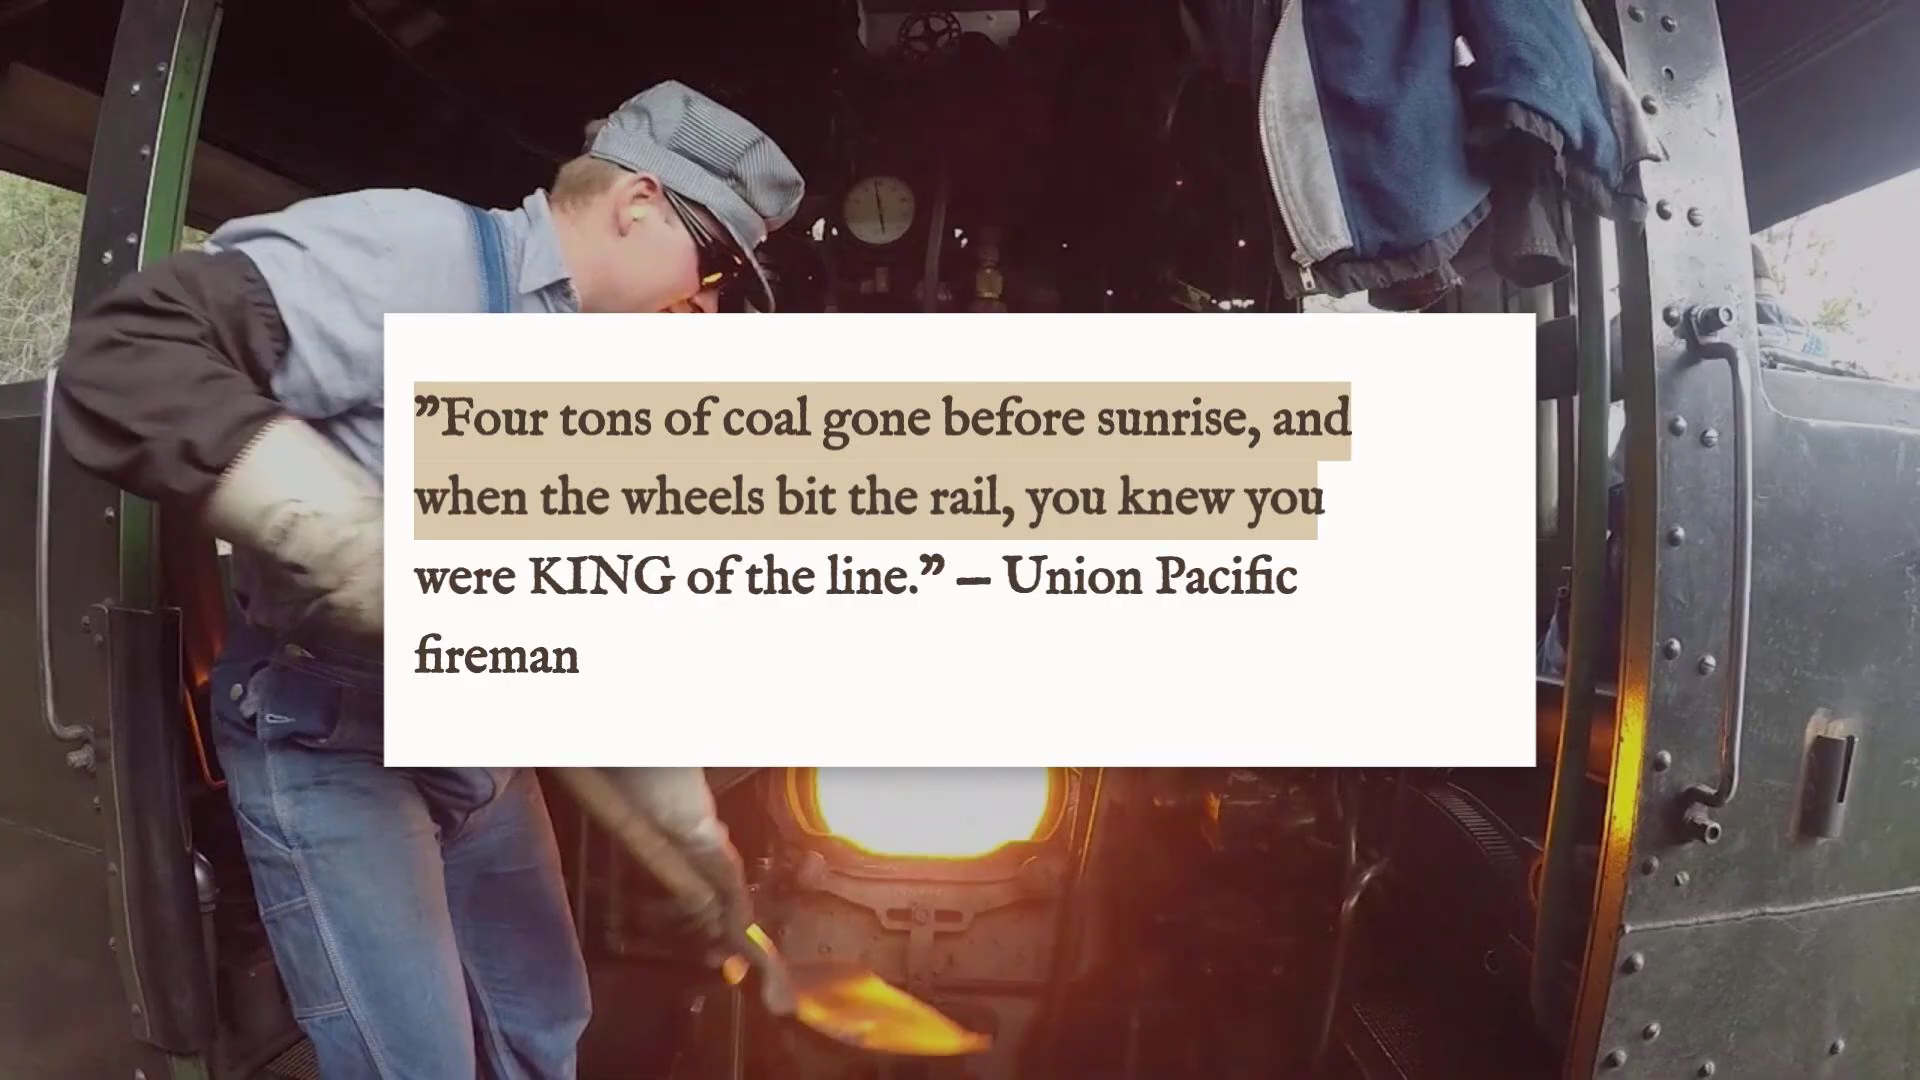 ”Four tons of coal gone before sunrise, and
when the wheels bit the rail, you knew you
were KING of the line.” – Union Pacific
fireman